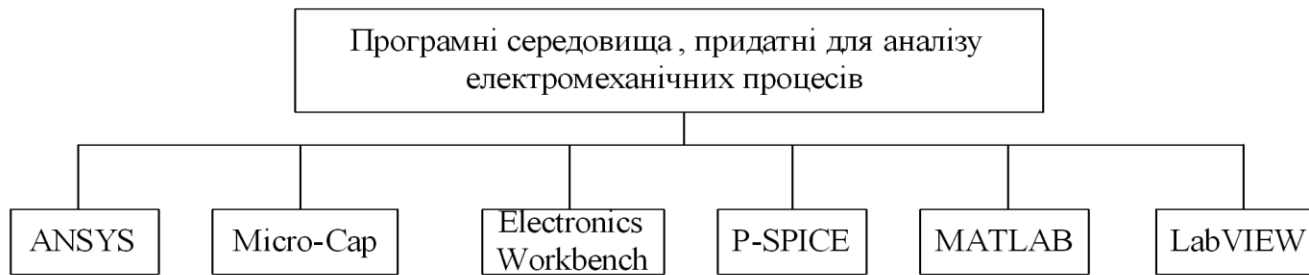 Програмні середовища , придатні для аналізу
електромеханічних процесів
ANSYS
Micro-Cap
Electronics
Workbench
P-SPICE
MATLAB
LabVIEW